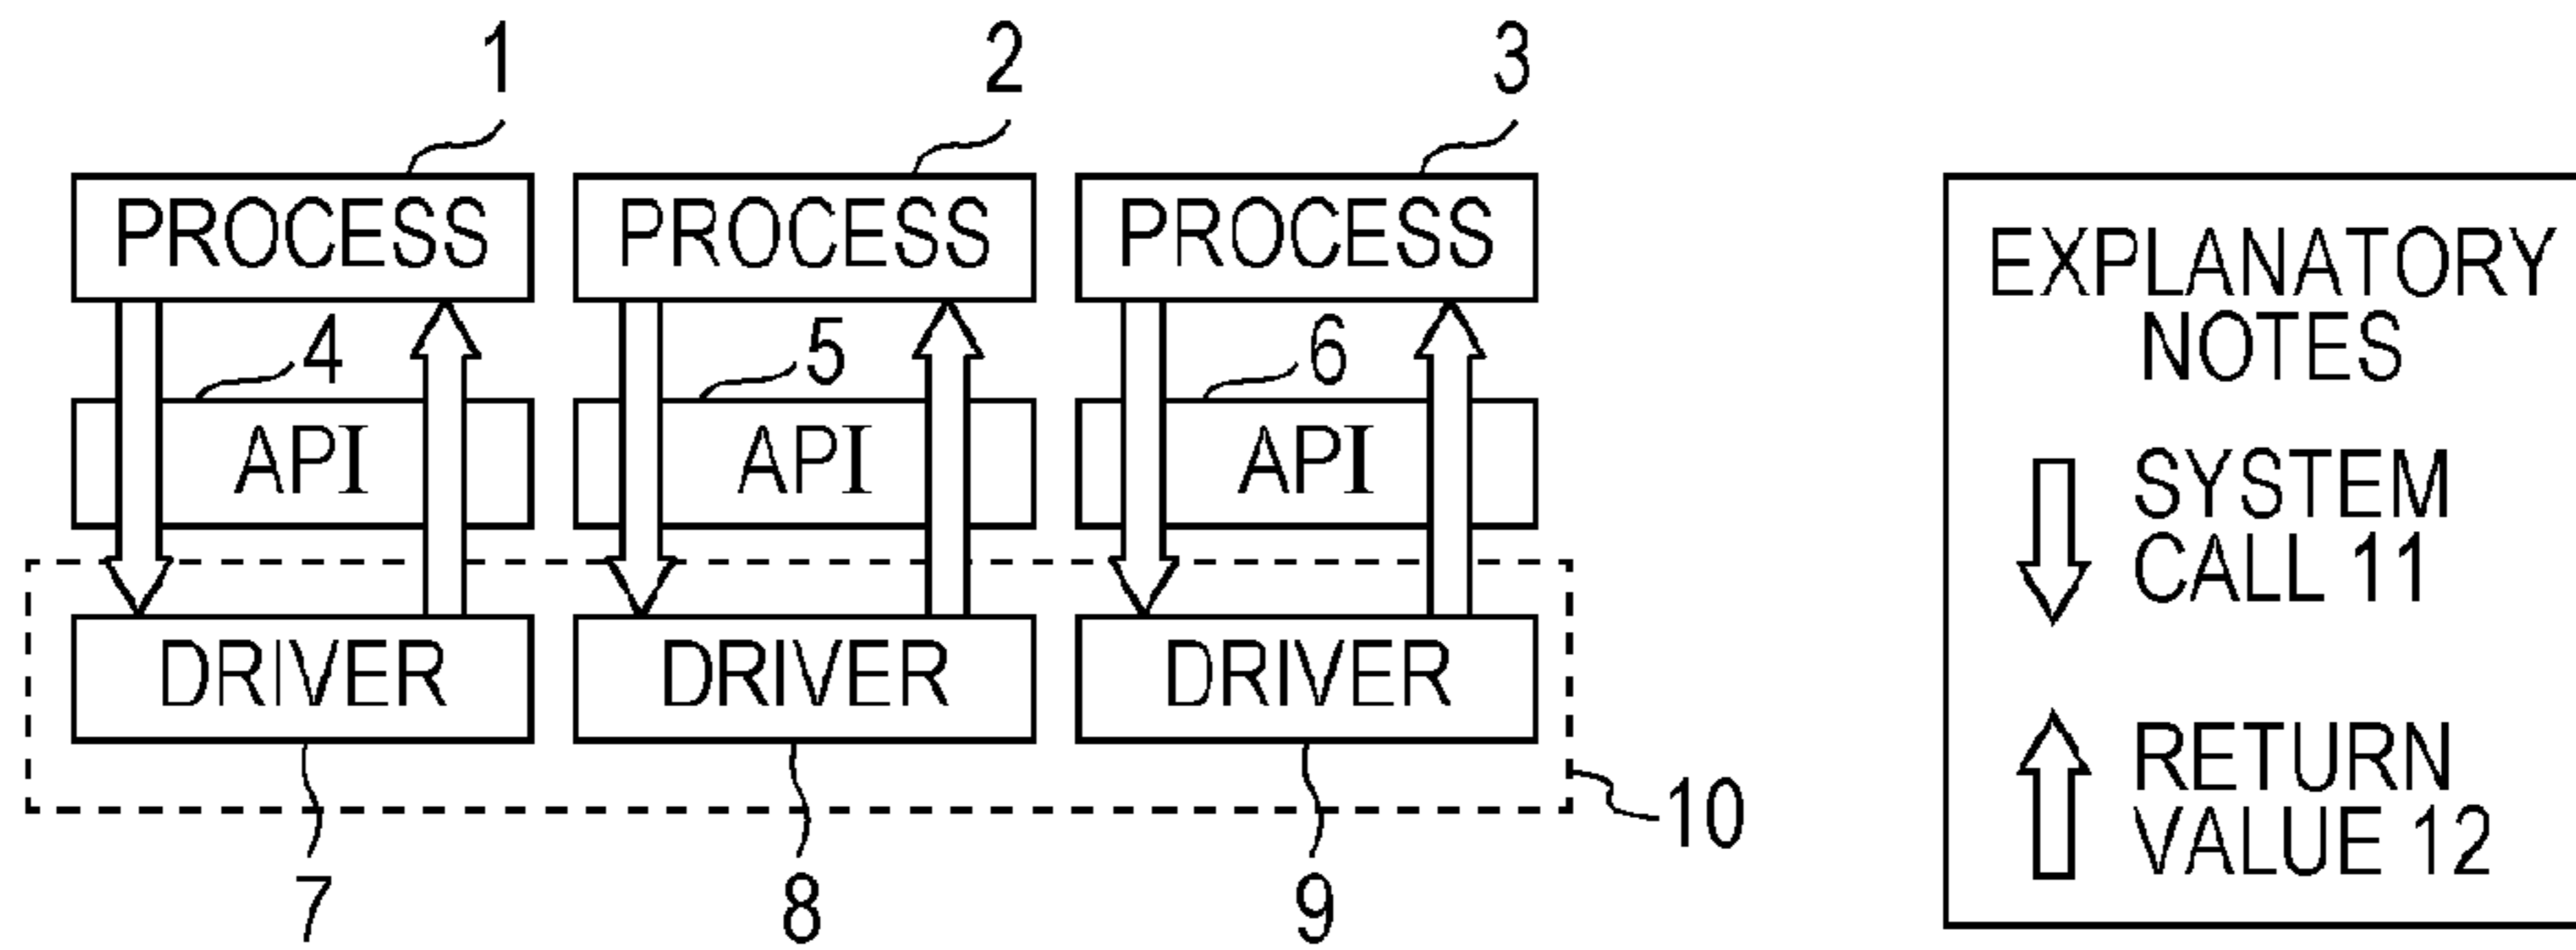 1 2 3
PROCESS PROCESS PROCESS
4 5 6
API API API
DRIVER DRIVER DRIVER
10
7 8 9
EXPLANATORY
NOTES
SYSTEM
CALL 11
RETURN
VALUE 12